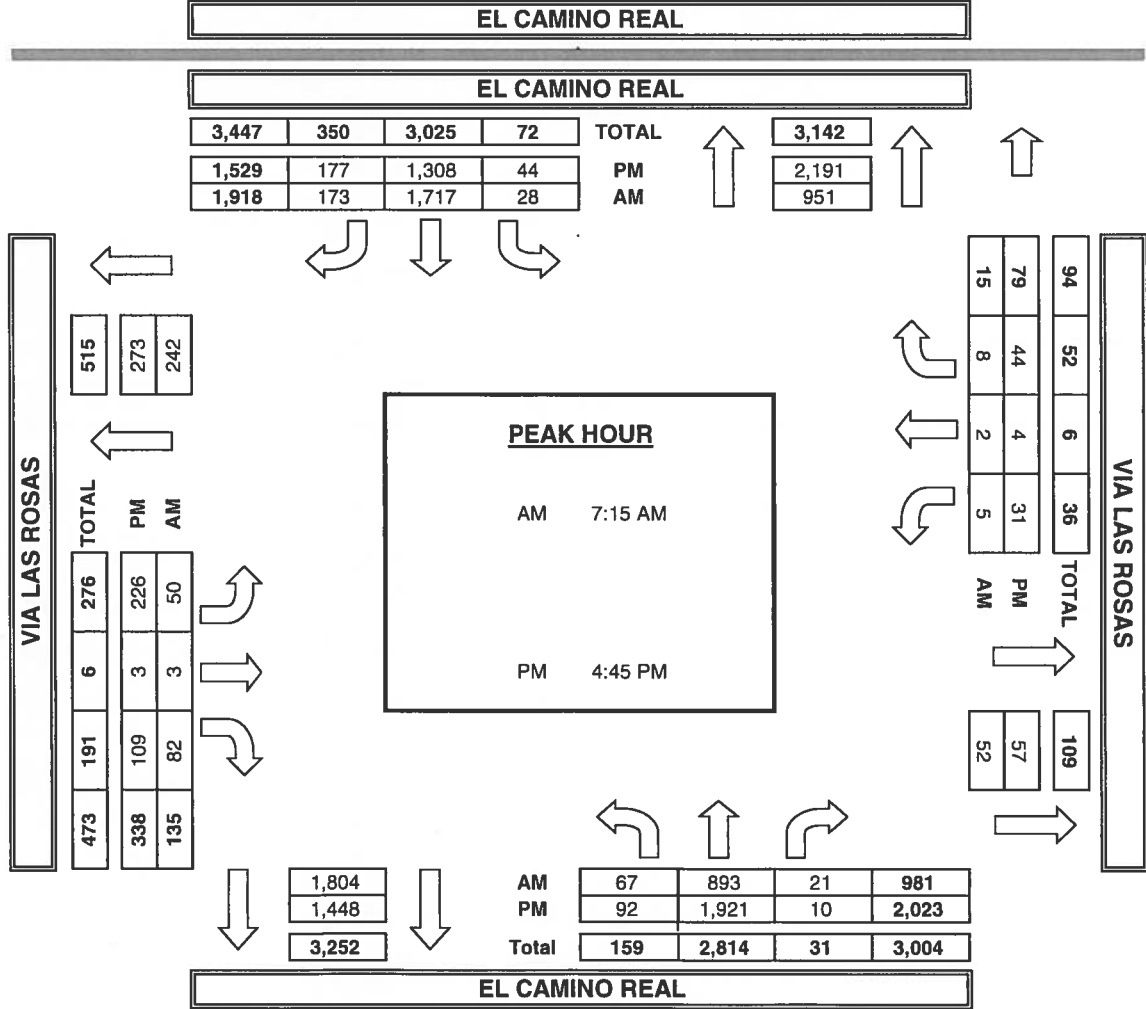 EL CAMINO REAL
EL CAMINO REAL
3,447 350 3,025 72 TOTAL 3,142
1,529 177 1,308 44 PM 2,191
1,918 173 1,717 28 AM 951
VIA LAS ROSAS
515 273 242
TOTAL PM AM
276 226 50
6 3 3
191 109 82
473 338 135
PEAK HOUR
AM 7:15 AM
PM 4:45 PM
15 79 94
8 44 52
2 4 6
5 31 36
AM PM TOTAL
52 57 109
VIA LAS ROSAS
1,804 AM 67 893 21 981
1,448 PM 92 1,921 10 2,023
3,252 Total 159 2,814 31 3,004
EL CAMINO REAL